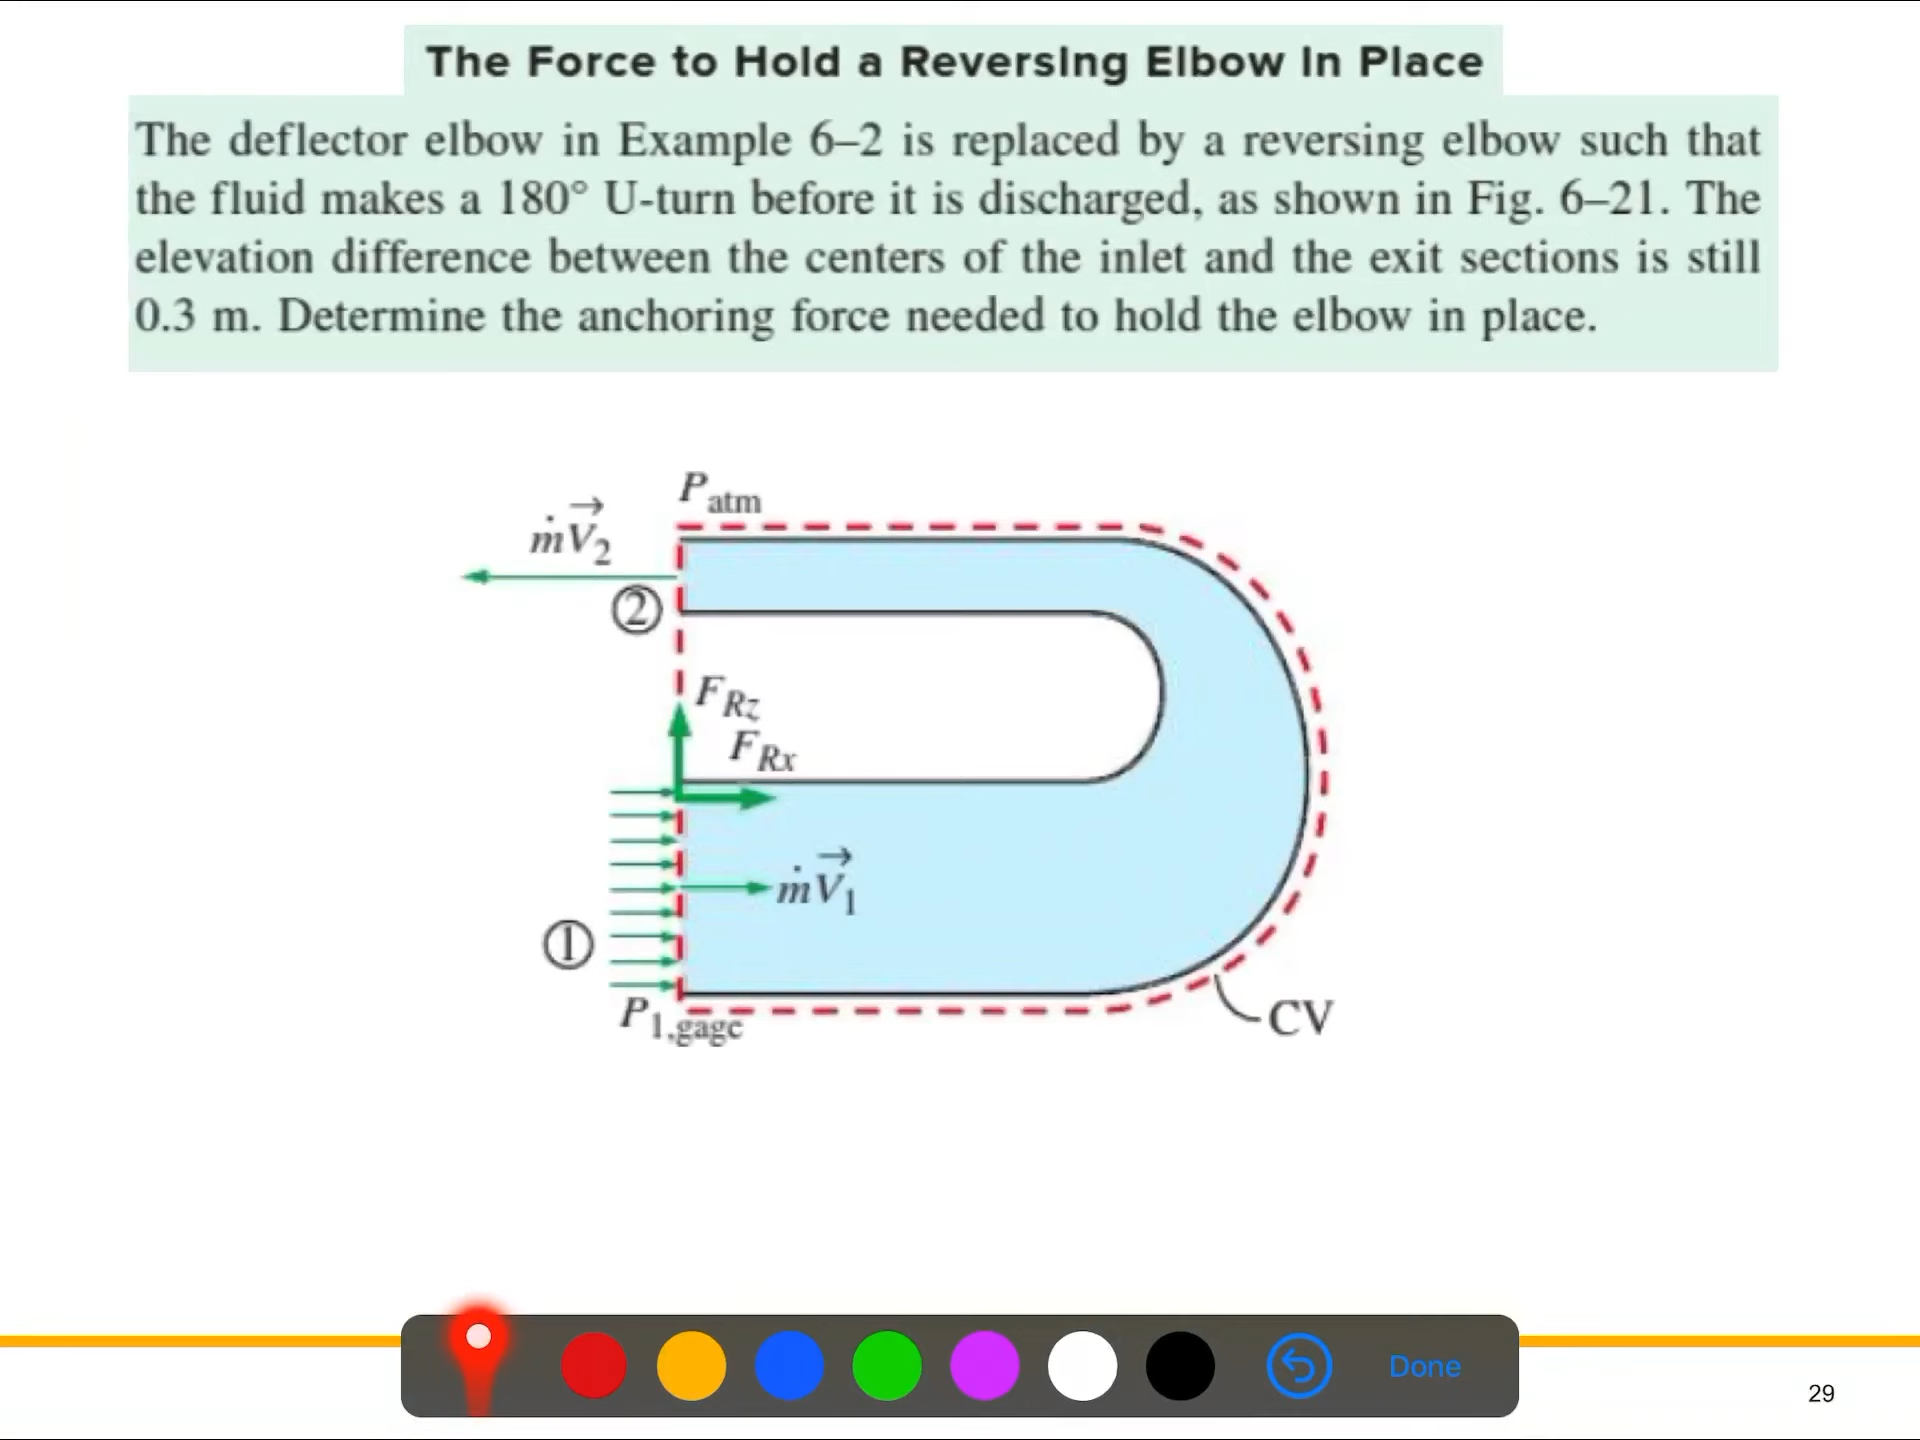 The Force to Hold a Reversing Elbow in Place
The deflector elbow in Example 6–2 is replaced by a reversing elbow such that
the fluid makes a 180° U-turn before it is discharged, as shown in Fig. 6–21. The
elevation difference between the centers of the inlet and the exit sections is still
0.3 m. Determine the anchoring force needed to hold the elbow in place.
P_atm
ṁV⃗_2
②
F_Rz
F_Rx
ṁV⃗_1
①
P_1,gage
CV
Done
29